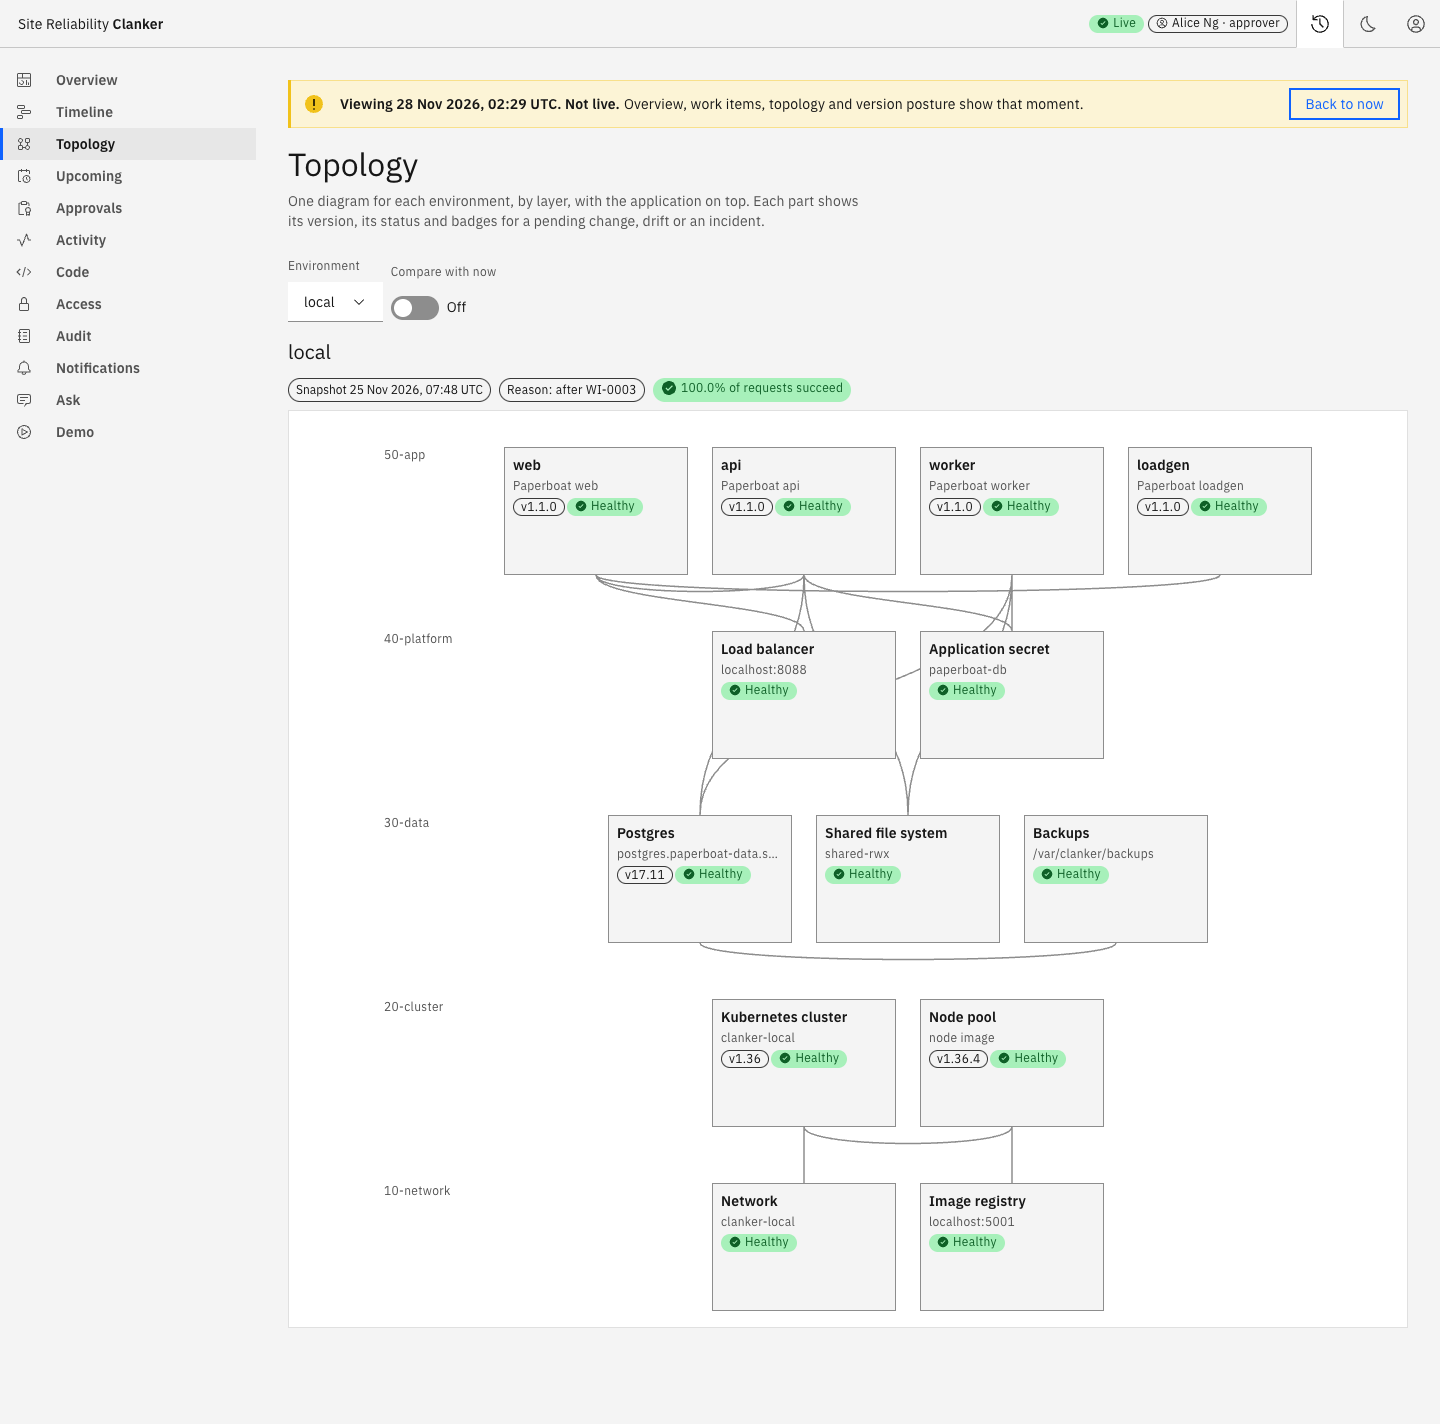 Site Reliability Clanker
Live
Alice Ng · approver
Overview
Timeline
Topology
Upcoming
Approvals
Activity
Code
Access
Audit
Notifications
Ask
Demo
Viewing 28 Nov 2026, 02:29 UTC. Not live. Overview, work items, topology and version posture show that moment.
Back to now
Topology
One diagram for each environment, by layer, with the application on top. Each part shows
its version, its status and badges for a pending change, drift or an incident.
Environment
Compare with now
local
Off
local
Snapshot 25 Nov 2026, 07:48 UTC
Reason: after WI-0003
100.0% of requests succeed
50-app
web
Paperboat web
v1.1.0 Healthy
api
Paperboat api
v1.1.0 Healthy
worker
Paperboat worker
v1.1.0 Healthy
loadgen
Paperboat loadgen
v1.1.0 Healthy
40-platform
Load balancer
localhost:8088
Healthy
Application secret
paperboat-db
Healthy
30-data
Postgres
postgres.paperboat-data.s...
v17.11 Healthy
Shared file system
shared-rwx
Healthy
Backups
/var/clanker/backups
Healthy
20-cluster
Kubernetes cluster
clanker-local
v1.36 Healthy
Node pool
node image
v1.36.4 Healthy
10-network
Network
clanker-local
Healthy
Image registry
localhost:5001
Healthy